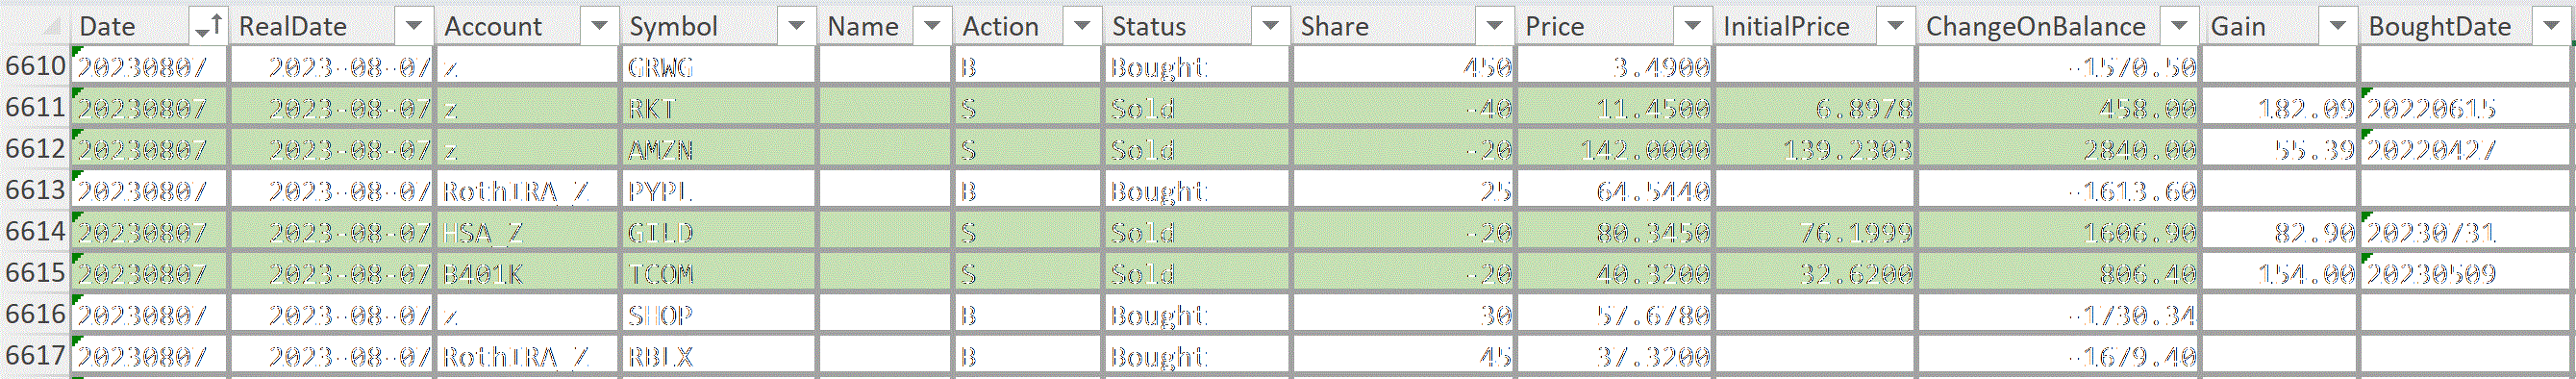 Date RealDate Account Symbol Name Action Status Share Price InitialPrice ChangeOnBalance Gain BoughtDate
6610 20230807 2023-08-07 z GRWG B Bought 450 3.4900 -1570.50
6611 20230807 2023-08-07 z RKT S Sold -40 11.4500 6.8978 458.00 182.09 20220615
6612 20230807 2023-08-07 z AMZN S Sold -20 142.0000 139.2303 2840.00 55.39 20220427
6613 20230807 2023-08-07 RothIRA_Z PYPL B Bought 25 64.5440 -1613.60
6614 20230807 2023-08-07 HSA_Z GILD S Sold -20 80.3450 76.1999 1606.90 82.90 20230731
6615 20230807 2023-08-07 B401K TCOM S Sold -20 40.3200 32.6200 806.40 154.00 20230509
6616 20230807 2023-08-07 z SHOP B Bought 30 57.6780 -1730.34
6617 20230807 2023-08-07 RothIRA_Z RBLX B Bought 45 37.3200 -1679.40